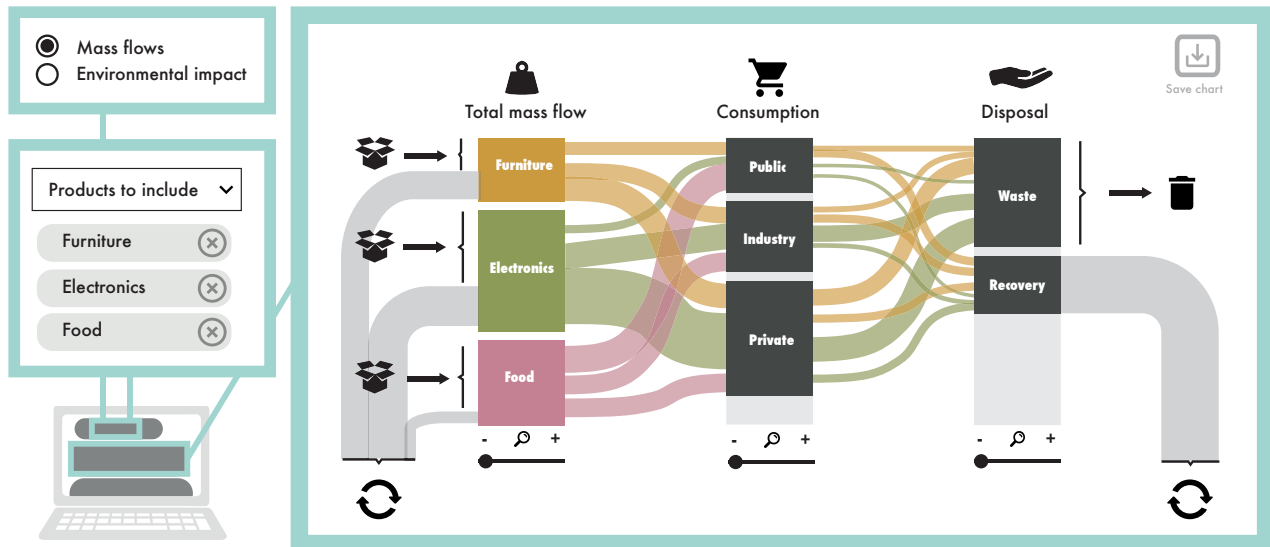 Mass flows
Environmental impact
Products to include
Furniture
Electronics
Food
Save chart
Total mass flow
Consumption
Disposal
Furniture
Electronics
Food
Public
Industry
Private
Waste
Recovery
- +
- +
- +